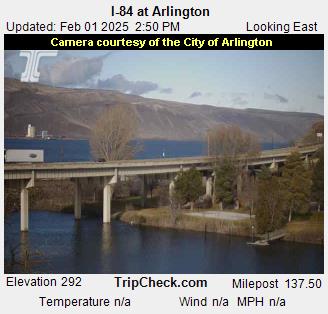 I-84 at Arlington
Updated: Feb 01 2025 2:50 PM Looking East
Camera courtesy of the City of Arlington
Elevation 292 TripCheck.com Milepost 137.50
Temperature n/a Wind n/a MPH n/a